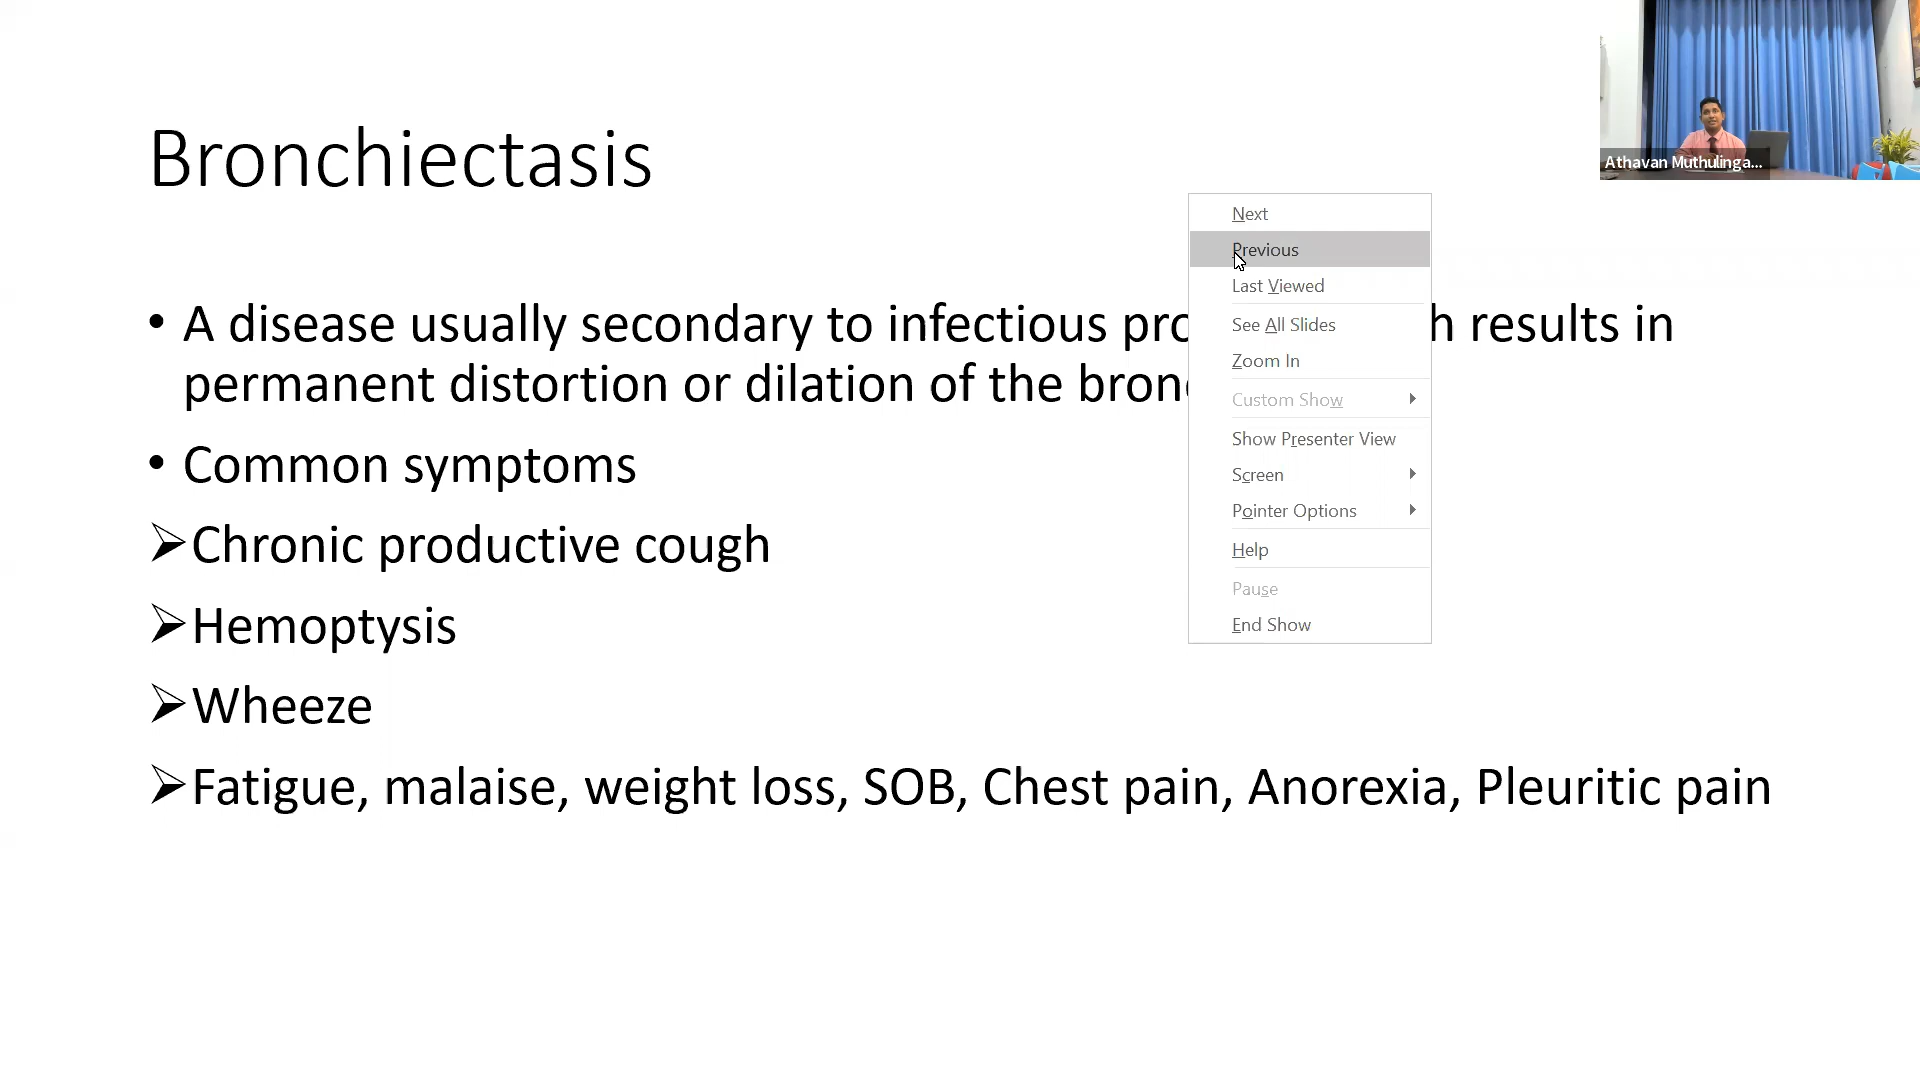 Athavan Muthulinga...
Bronchiectasis
Next
Previous
Last Viewed
See All Slides
Zoom In
Custom Show
Show Presenter View
Screen
Pointer Options
Help
Pause
End Show
• A disease usually secondary to infectious results in
permanent distortion or dilation of the
• Common symptoms
➢Chronic productive cough
➢Hemoptysis
➢Wheeze
➢Fatigue, malaise, weight loss, SOB, Chest pain, Anorexia, Pleuritic pain